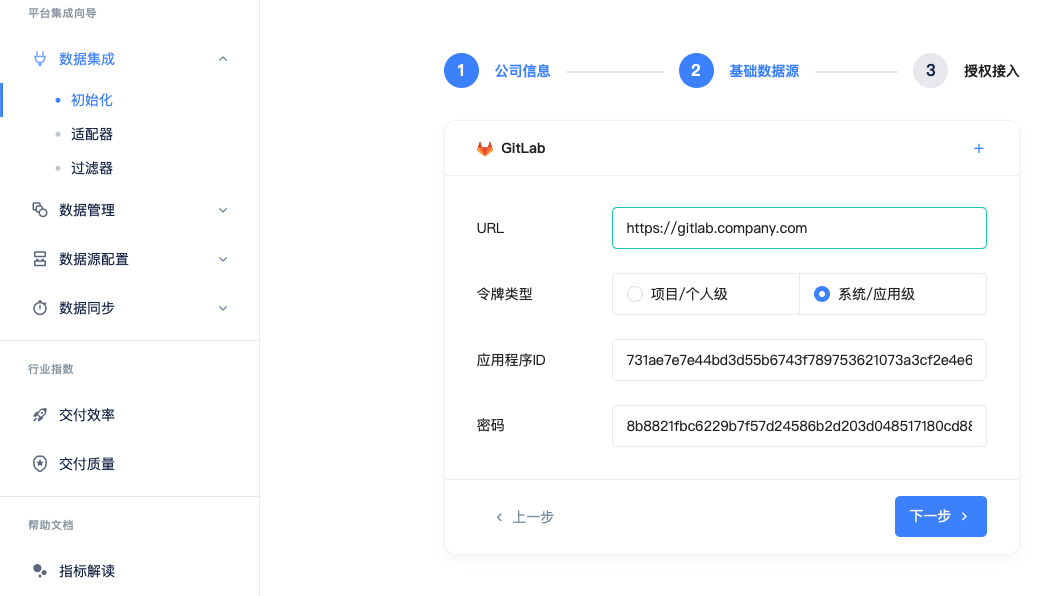 平台集成向导
数据集成
初始化
适配器
过滤器
数据管理
数据源配置
数据同步
行业指数
交付效率
交付质量
帮助文档
指标解读
1 公司信息 2 基础数据源 3 授权接入
GitLab +
URL https://gitlab.company.com
令牌类型 项目/个人级 系统/应用级
应用程序ID 731ae7e7e44bd3d55b6743f789753621073a3cf2e4e6
密码 8b8821fbc6229b7f57d24586b2d203d048517180cd88
上一步 下一步